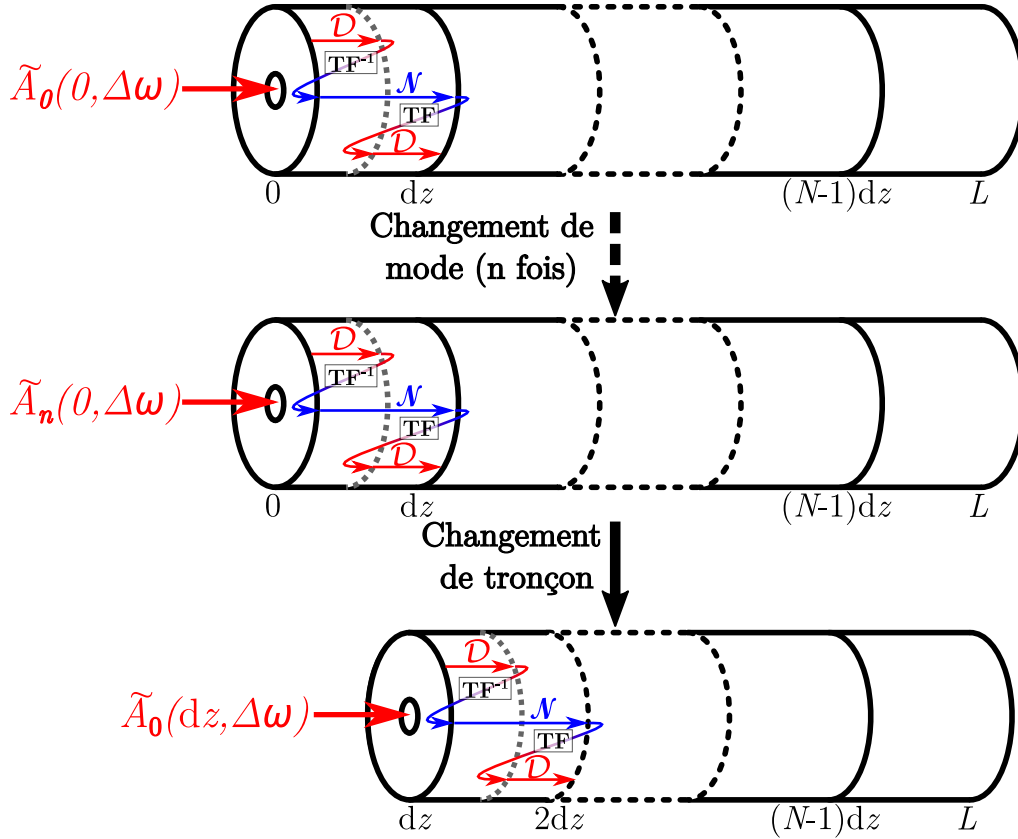 𝒟
TF⁻¹
Ã₀(0,Δω)
𝒩
TF
𝒟
0 dz (N-1)dz L
Changement de
mode (n fois)
𝒟
TF⁻¹
Ãₙ(0,Δω)
𝒩
TF
𝒟
0 dz (N-1)dz L
Changement
de tronçon
𝒟
TF⁻¹
Ã₀(dz,Δω)
𝒩
TF
𝒟
dz 2dz (N-1)dz L